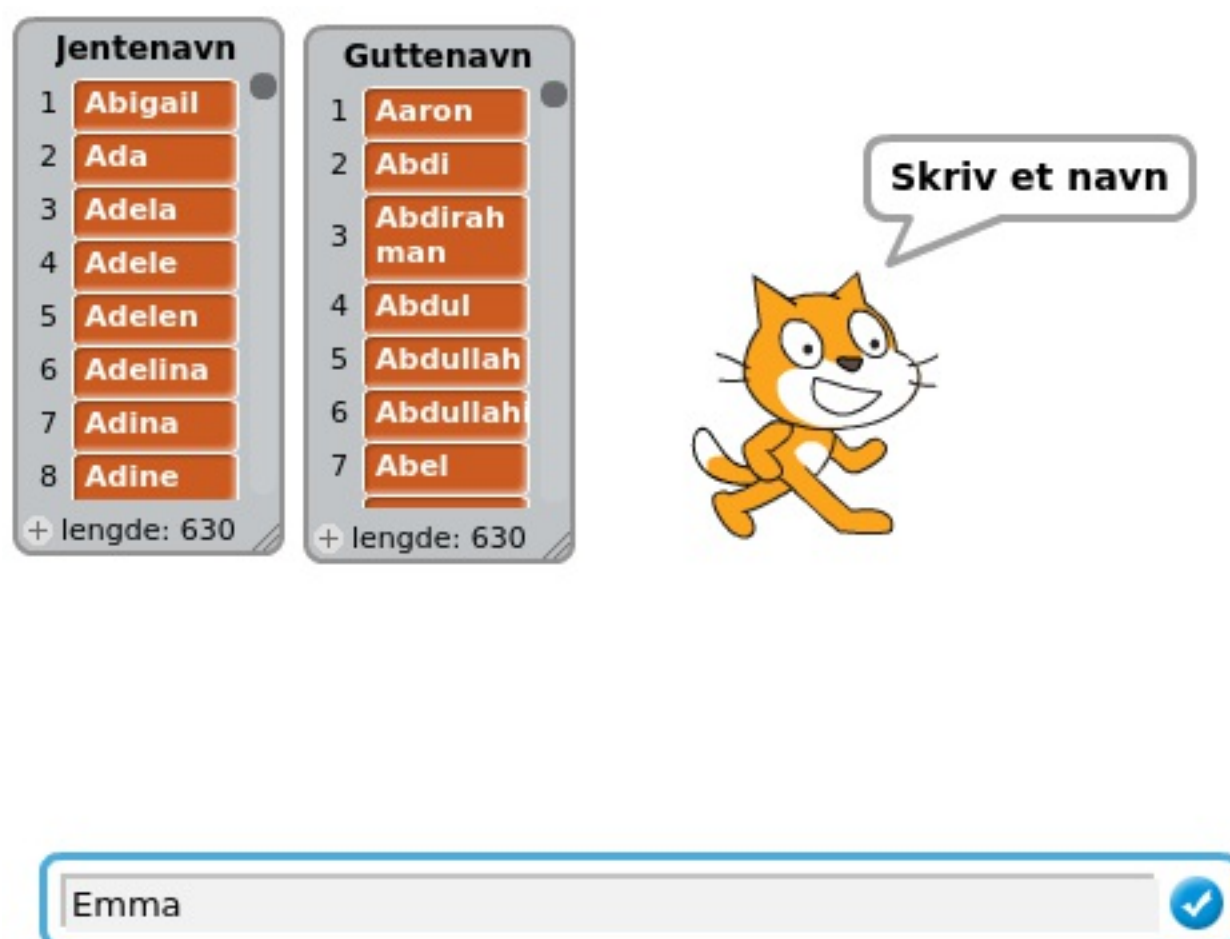 Jentenavn
1 Abigail
2 Ada
3 Adela
4 Adele
5 Adelen
6 Adelina
7 Adina
8 Adine
+ lengde: 630
Guttenavn
1 Aaron
2 Abdi
3 Abdirah
man
4 Abdul
5 Abdullah
6 Abdullahi
7 Abel
+ lengde: 630
Skriv et navn
Emma